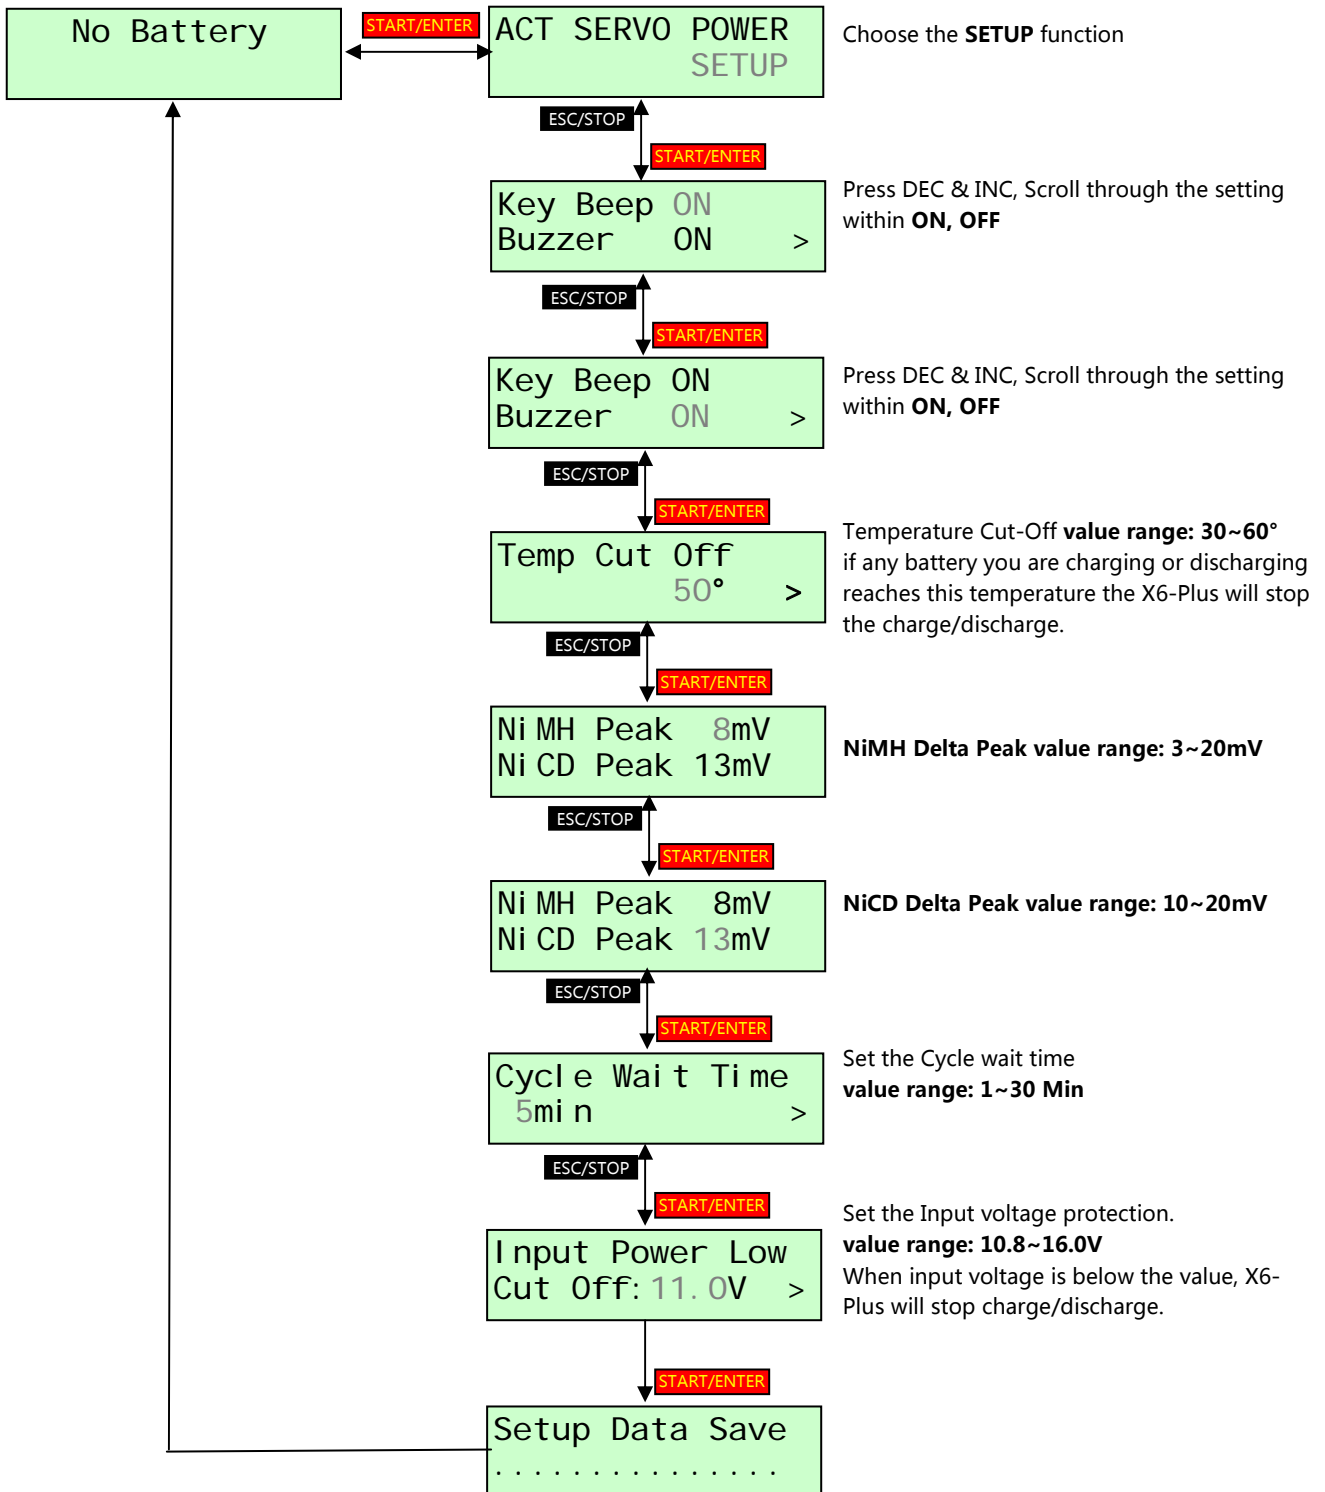 No Battery
START/ENTER
ACT SERVO POWER
SETUP
Choose the SETUP function
ESC/STOP
START/ENTER
Key Beep ON
Buzzer ON >
Press DEC & INC, Scroll through the setting
within ON, OFF
ESC/STOP
START/ENTER
Key Beep ON
Buzzer ON >
Press DEC & INC, Scroll through the setting
within ON, OFF
ESC/STOP
START/ENTER
Temp Cut Off
50° >
Temperature Cut-Off value range: 30~60°
if any battery you are charging or discharging
reaches this temperature the X6-Plus will stop
the charge/discharge.
ESC/STOP
START/ENTER
NiMH Peak 8mV
NiCD Peak 13mV
NiMH Delta Peak value range: 3~20mV
ESC/STOP
START/ENTER
NiMH Peak 8mV
NiCD Peak 13mV
NiCD Delta Peak value range: 10~20mV
ESC/STOP
START/ENTER
Cycle Wait Time
5min >
Set the Cycle wait time
value range: 1~30 Min
ESC/STOP
START/ENTER
Input Power Low
Cut Off: 11.0V >
Set the Input voltage protection.
value range: 10.8~16.0V
When input voltage is below the value, X6-
Plus will stop charge/discharge.
START/ENTER
Setup Data Save
...............